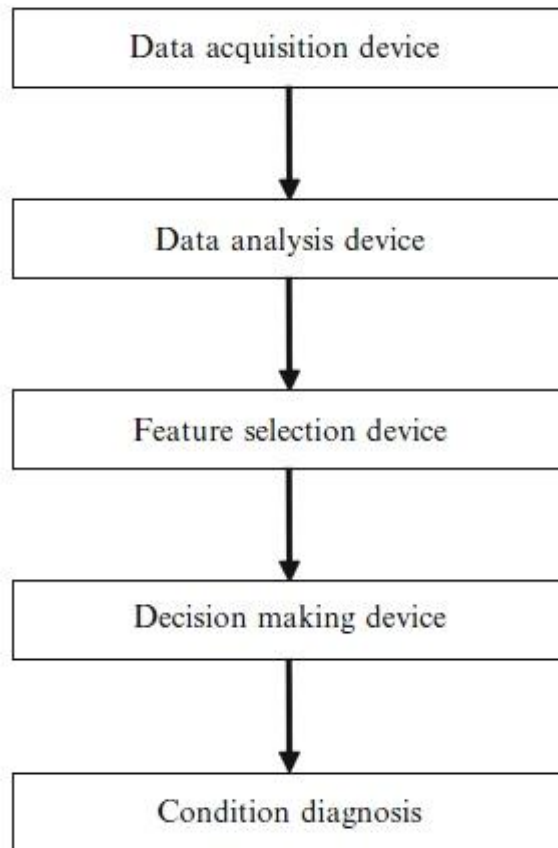 Data acquisition device
Data analysis device
Feature selection device
Decision making device
Condition diagnosis